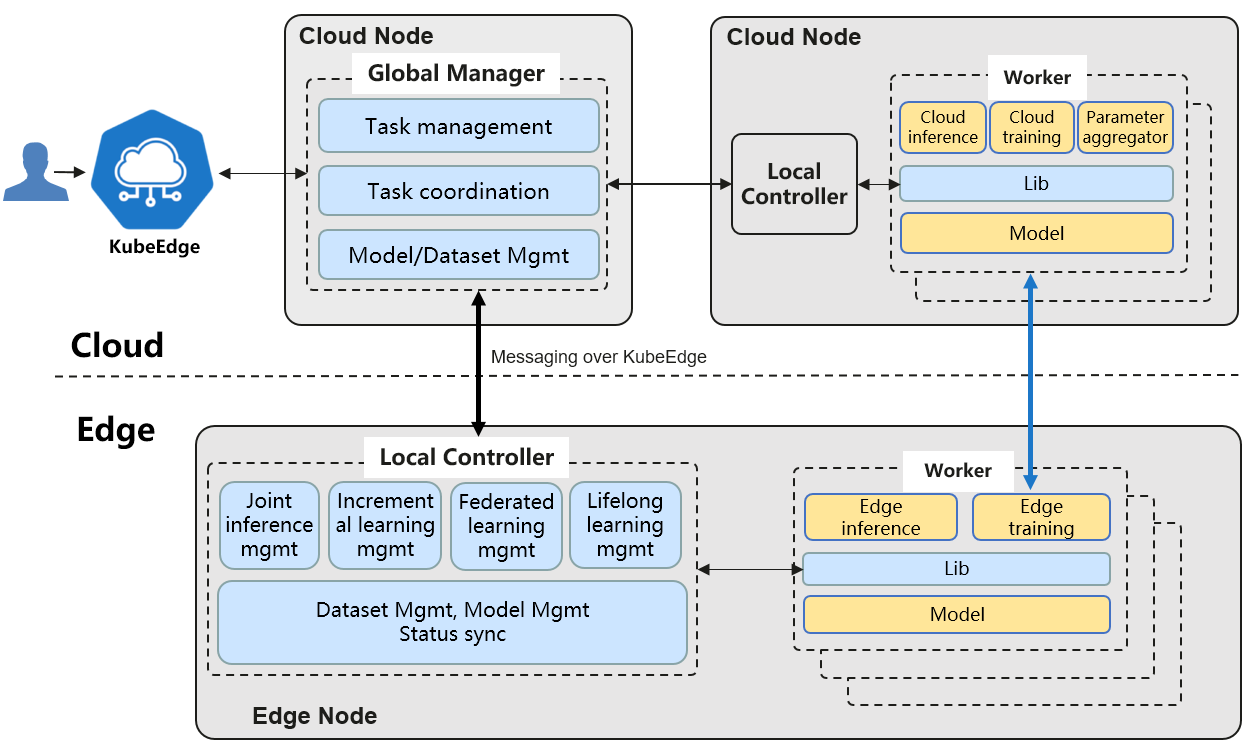 Cloud Node
Global Manager
Task management
Task coordination
Model/Dataset Mgmt
KubeEdge
Cloud Node
Worker
Cloud
inference
Cloud
training
Parameter
aggregator
Local
Controller
Lib
Model
Cloud
Messaging over KubeEdge
Edge
Local Controller
Joint
inference
mgmt
Increment
al learning
mgmt
Federated
learning
mgmt
Lifelong
learning
mgmt
Dataset Mgmt, Model Mgmt
Status sync
Worker
Edge
inference
Edge
training
Lib
Model
Edge Node